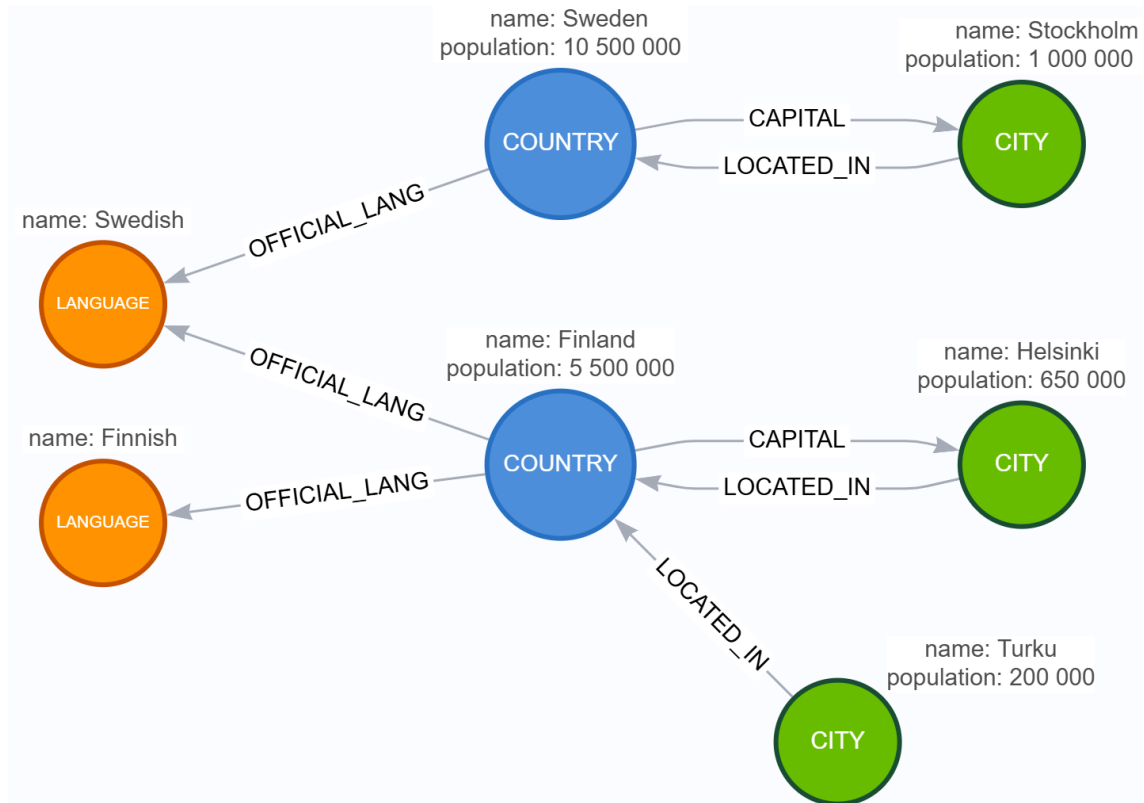 name: Sweden
population: 10 500 000
name: Stockholm
population: 1 000 000
COUNTRY
CAPITAL
LOCATED_IN
CITY
OFFICIAL_LANG
name: Swedish
LANGUAGE
OFFICIAL_LANG
name: Finland
population: 5 500 000
name: Helsinki
population: 650 000
COUNTRY
CAPITAL
LOCATED_IN
CITY
name: Finnish
LANGUAGE
OFFICIAL_LANG
LOCATED_IN
name: Turku
population: 200 000
CITY